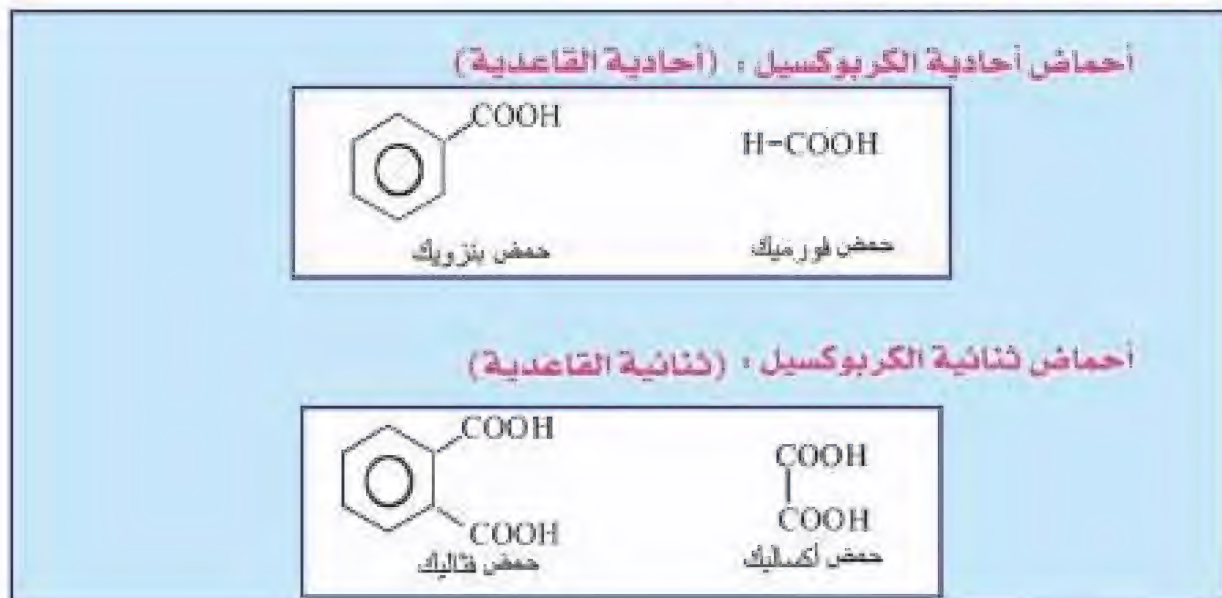 أحماض أحادية الكربوكسيل : (أحادية القاعدية)
H-COOH
COOH
حمض فورميك
حمض بنزويك
أحماض ثنائية الكربوكسيل : (ثنائية القاعدية)
COOH
COOH
COOH
COOH
حمض أكساليك
حمض فثاليك